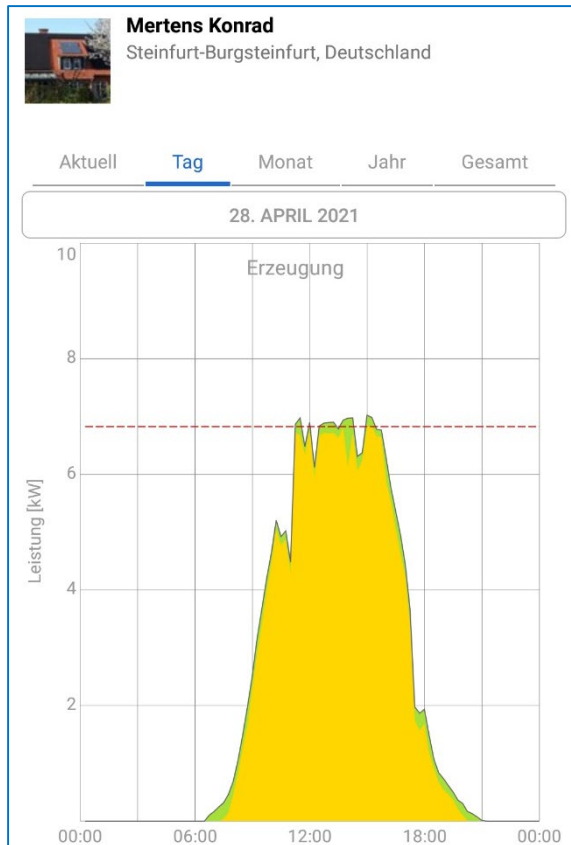 Mertens Konrad
Steinfurt-Burgsteinfurt, Deutschland
Aktuell Tag Monat Jahr Gesamt
28. APRIL 2021
Erzeugung
Leistung [kW]
10
8
6
4
2
00:00 06:00 12:00 18:00 00:00